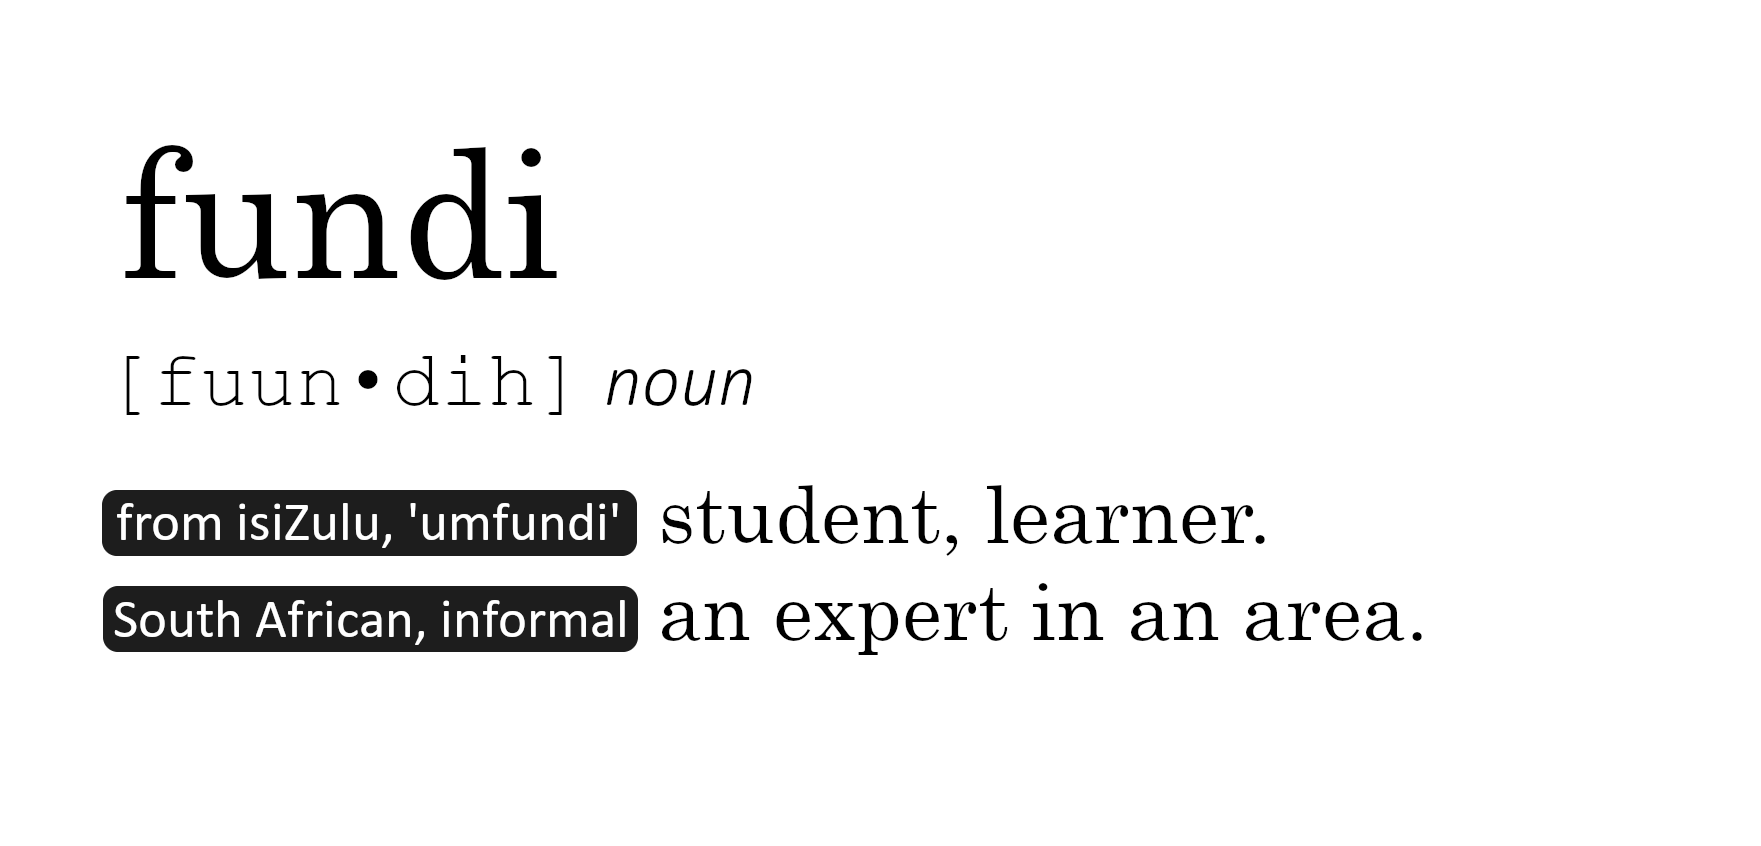 fundi
[fuun•dih] noun
from isiZulu, 'umfundi' student, learner.
South African, informal an expert in an area.